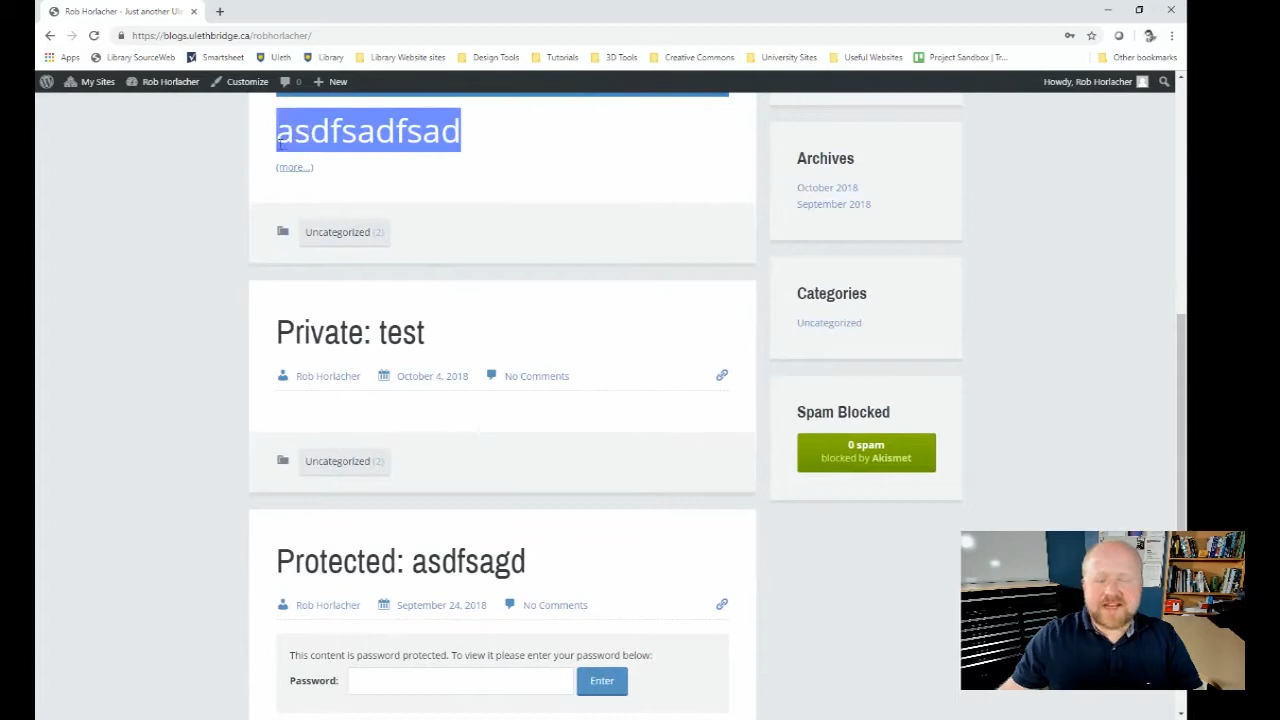 Rob Horlacher - Just another Ule
https://blogs.ulethbridge.ca/robhorlacher/
Apps Library SourceWeb Smartsheet Uleth Library Library Website sites Design Tools Tutorials 3D Tools Creative Commons University Sites Useful Websites Project Sandbox | Tr... Other bookmarks
My Sites Rob Horlacher Customize 0 New Howdy, Rob Horlacher
asdfsadfsad
(more...)
Uncategorized (2)
Private: test
Rob Horlacher October 4, 2018 No Comments
Uncategorized (2)
Protected: asdfsagd
Rob Horlacher September 24, 2018 No Comments
This content is password protected. To view it please enter your password below:
Password: Enter
Archives
October 2018
September 2018
Categories
Uncategorized
Spam Blocked
0 spam
blocked by Akismet